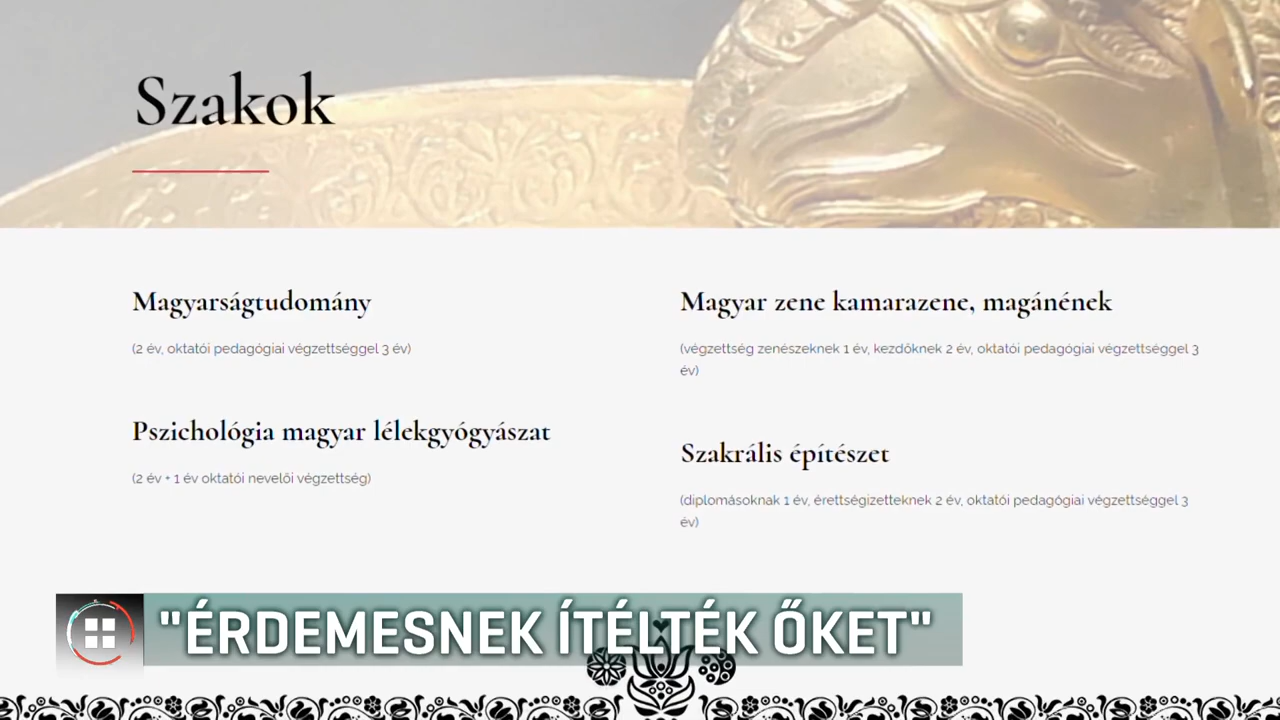 Szakok
Magyarságtudomány
(2 év, oktatói pedagógiai végzettséggel 3 év)
Pszichológia magyar lélekgyógyászat
(2 év + 1 év oktatói nevelői végzettség)
Magyar zene kamarazene, magánének
(végzettség zenészeknek 1 év, kezdőknek 2 év, oktatói pedagógiai végzettséggel 3
év)
Szakrális építészet
(diplomásoknak 1 év, érettségizetteknek 2 év, oktatói pedagógiai végzettséggel 3
év)
"ÉRDEMESNEK ÍTÉLTÉK ŐKET"